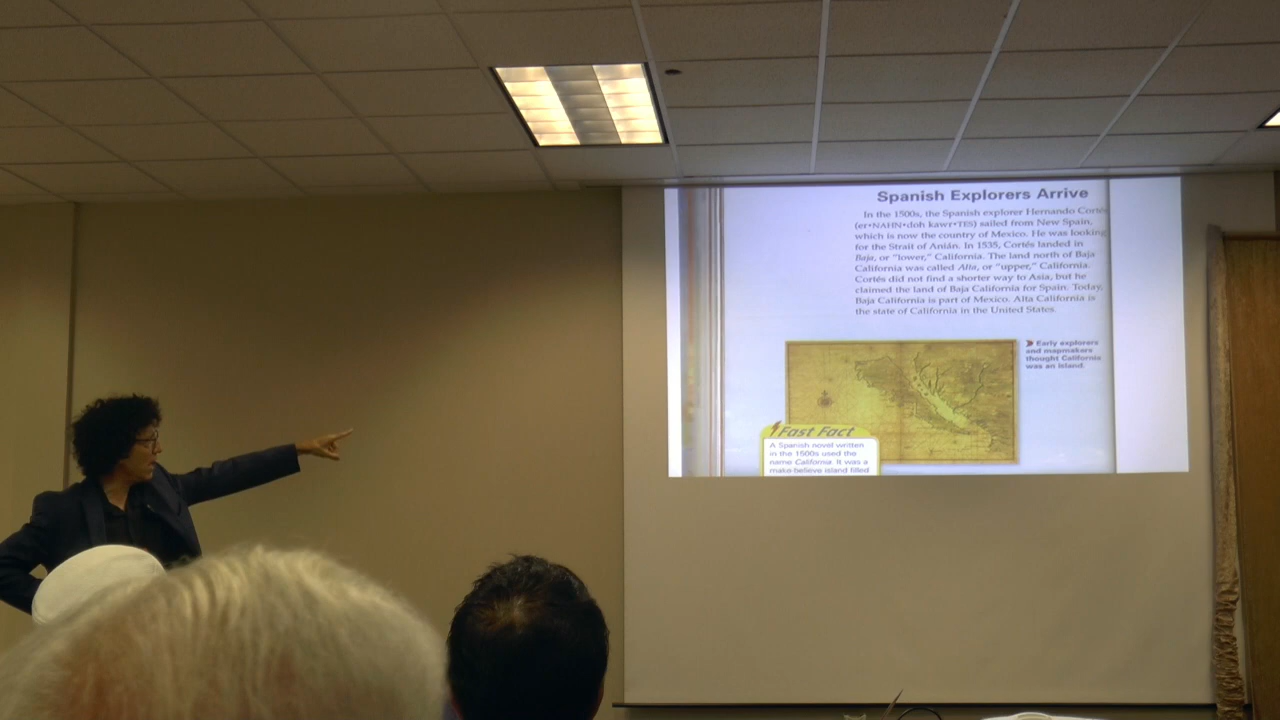 Spanish Explorers Arrive
In the 1500s, the Spanish explorer Hernando Cortés
(er•NAHN•doh kawr•TES) sailed from New Spain,
which is now the country of Mexico. He was looking
for the Strait of Anián. In 1535, Cortés landed in
Baja, or "lower," California. The land north of Baja
California was called Alta, or "upper," California.
Cortés did not find a shorter way to Asia, but he
claimed the land of Baja California for Spain. Today,
Baja California is part of Mexico. Alta California is
the state of California in the United States.
Early explorers
and mapmakers
thought California
was an island.
Fast Fact
A Spanish novel written
in the 1500s used the
name California. It was a
make-believe island filled